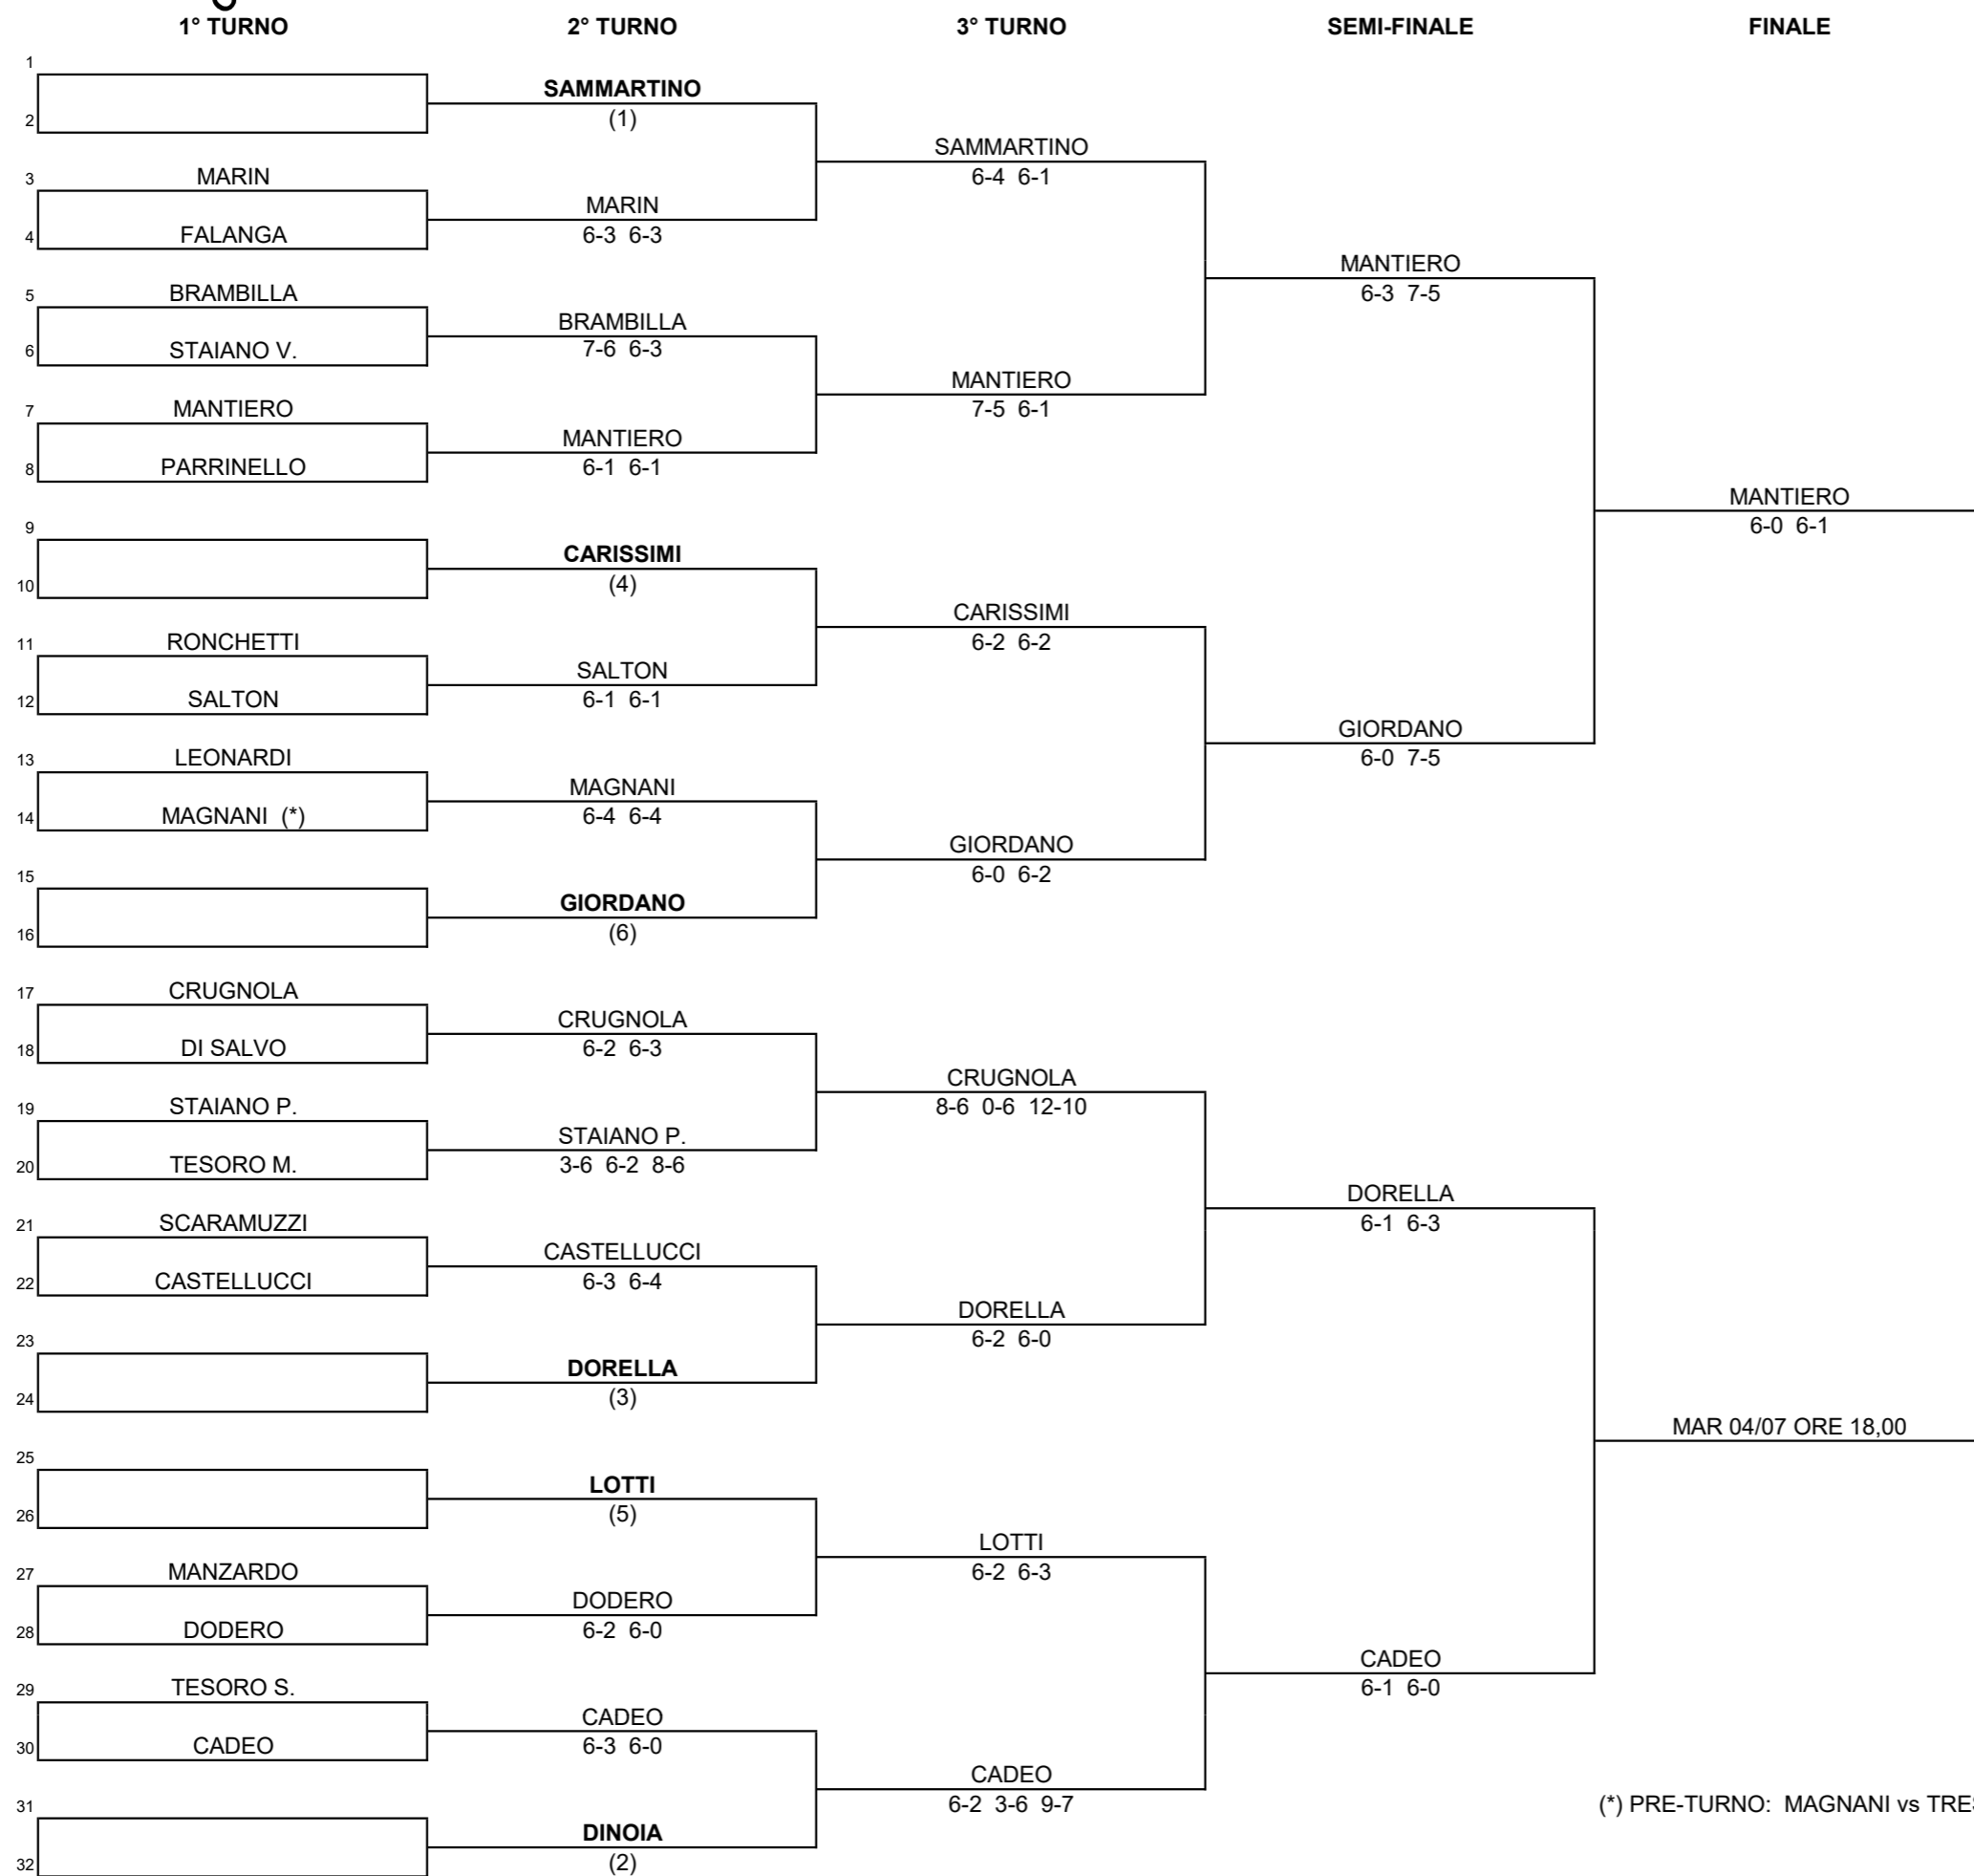 1° TURNO 2° TURNO 3° TURNO SEMI-FINALE FINALE
1
SAMMARTINO
2 (1)
SAMMARTINO
3 MARIN 6-4 6-1
MARIN
4 FALANGA 6-3 6-3
MANTIERO
5 BRAMBILLA 6-3 7-5
BRAMBILLA
6 STAIANO V. 7-6 6-3
MANTIERO
7 MANTIERO 7-5 6-1
MANTIERO
8 PARRINELLO 6-1 6-1
MANTIERO
9 6-0 6-1
CARISSIMI
10 (4)
CARISSIMI
11 RONCHETTI 6-2 6-2
SALTON
12 SALTON 6-1 6-1
GIORDANO
13 LEONARDI 6-0 7-5
MAGNANI
14 MAGNANI (*) 6-4 6-4
GIORDANO
15 6-0 6-2
GIORDANO
16 (6)
17 CRUGNOLA
CRUGNOLA
18 DI SALVO 6-2 6-3
CRUGNOLA
19 STAIANO P. 8-6 0-6 12-10
STAIANO P.
20 TESORO M. 3-6 6-2 8-6
DORELLA
21 SCARAMUZZI 6-1 6-3
CASTELLUCCI
22 CASTELLUCCI 6-3 6-4
DORELLA
23 6-2 6-0
DORELLA
24 (3)
MAR 04/07 ORE 18,00
25
LOTTI
26 (5)
LOTTI
27 MANZARDO 6-2 6-3
DODERO
28 DODERO 6-2 6-0
CADEO
29 TESORO S. 6-1 6-0
CADEO
30 CADEO 6-3 6-0
CADEO
31 6-2 3-6 9-7 (*) PRE-TURNO: MAGNANI vs
DINOIA
32 (2)